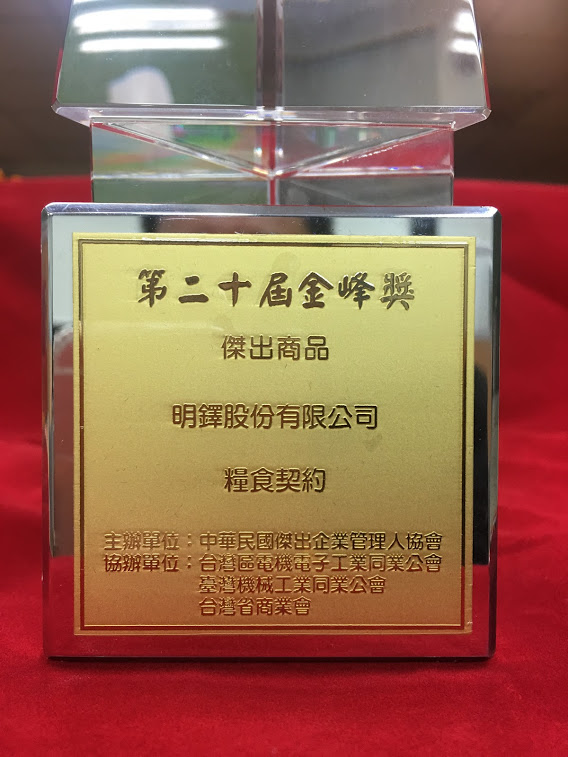 第二十屆金峰獎
傑出商品
明鐸股份有限公司
糧食契約
主辦單位：中華民國傑出企業管理人協會
協辦單位：台灣區電機電子工業同業公會
臺灣機械工業同業公會
台灣省商業會